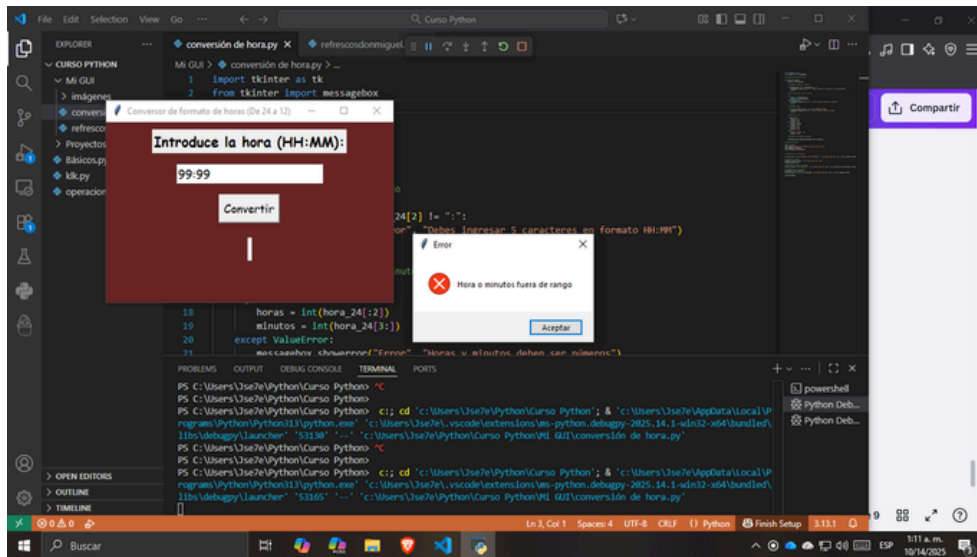 File Edit Selection View Go ... Curso Python
EXPLORER
CURSO PYTHON
Mi GUI
imágenes
conversi
refresco
Proyectos
Básicos.py
klk.py
operacion
OPEN EDITORS
OUTLINE
TIMELINE
conversión de hora.py
refrescosdonmiguel
Mi GUI > conversión de hora.py > ...
1 import tkinter as tk
2 from tkinter import messagebox
Conversor de formato de horas (De 24 a 12)
Introduce la hora (HH:MM):
99:99
Convertir
24[2] != ":":
or", "Debes ingresar 5 caracteres en formato HH:MM")
Error
Hora o minutos fuera de rango
Aceptar
18 horas = int(hora_24[:2])
19 minutos = int(hora_24[3:])
20 except ValueError:
21 messagebox.showerror("Error", "Horas y minutos deben ser números")
PROBLEMS OUTPUT DEBUG CONSOLE TERMINAL PORTS
PS C:\Users\Jse7e\Python\Curso Python> ^C
PS C:\Users\Jse7e\Python\Curso Python>
PS C:\Users\Jse7e\Python\Curso Python> c:; cd 'c:\Users\Jse7e\Python\Curso Python'; & 'c:\Users\Jse7e\AppData\Local\P
rograms\Python\Python313\python.exe' 'c:\Users\Jse7e\.vscode\extensions\ms-python.debugpy-2025.14.1-win32-x64\bundled\
libs\debugpy\launcher' '53130' '--' 'c:\Users\Jse7e\Python\Curso Python\Mi GUI\conversión de hora.py'
PS C:\Users\Jse7e\Python\Curso Python> ^C
PS C:\Users\Jse7e\Python\Curso Python>
PS C:\Users\Jse7e\Python\Curso Python> c:; cd 'c:\Users\Jse7e\Python\Curso Python'; & 'c:\Users\Jse7e\AppData\Local\P
rograms\Python\Python313\python.exe' 'c:\Users\Jse7e\.vscode\extensions\ms-python.debugpy-2025.14.1-win32-x64\bundled\
libs\debugpy\launcher' '53165' '--' 'c:\Users\Jse7e\Python\Curso Python\Mi GUI\conversión de hora.py'
powershell
Python Deb...
Python Deb...
Compartir
0 0 Ln 3, Col 1 Spaces: 4 UTF-8 CRLF {} Python Finish Setup 3.13.1
Buscar
ESP
1:11 a. m.
10/14/2025